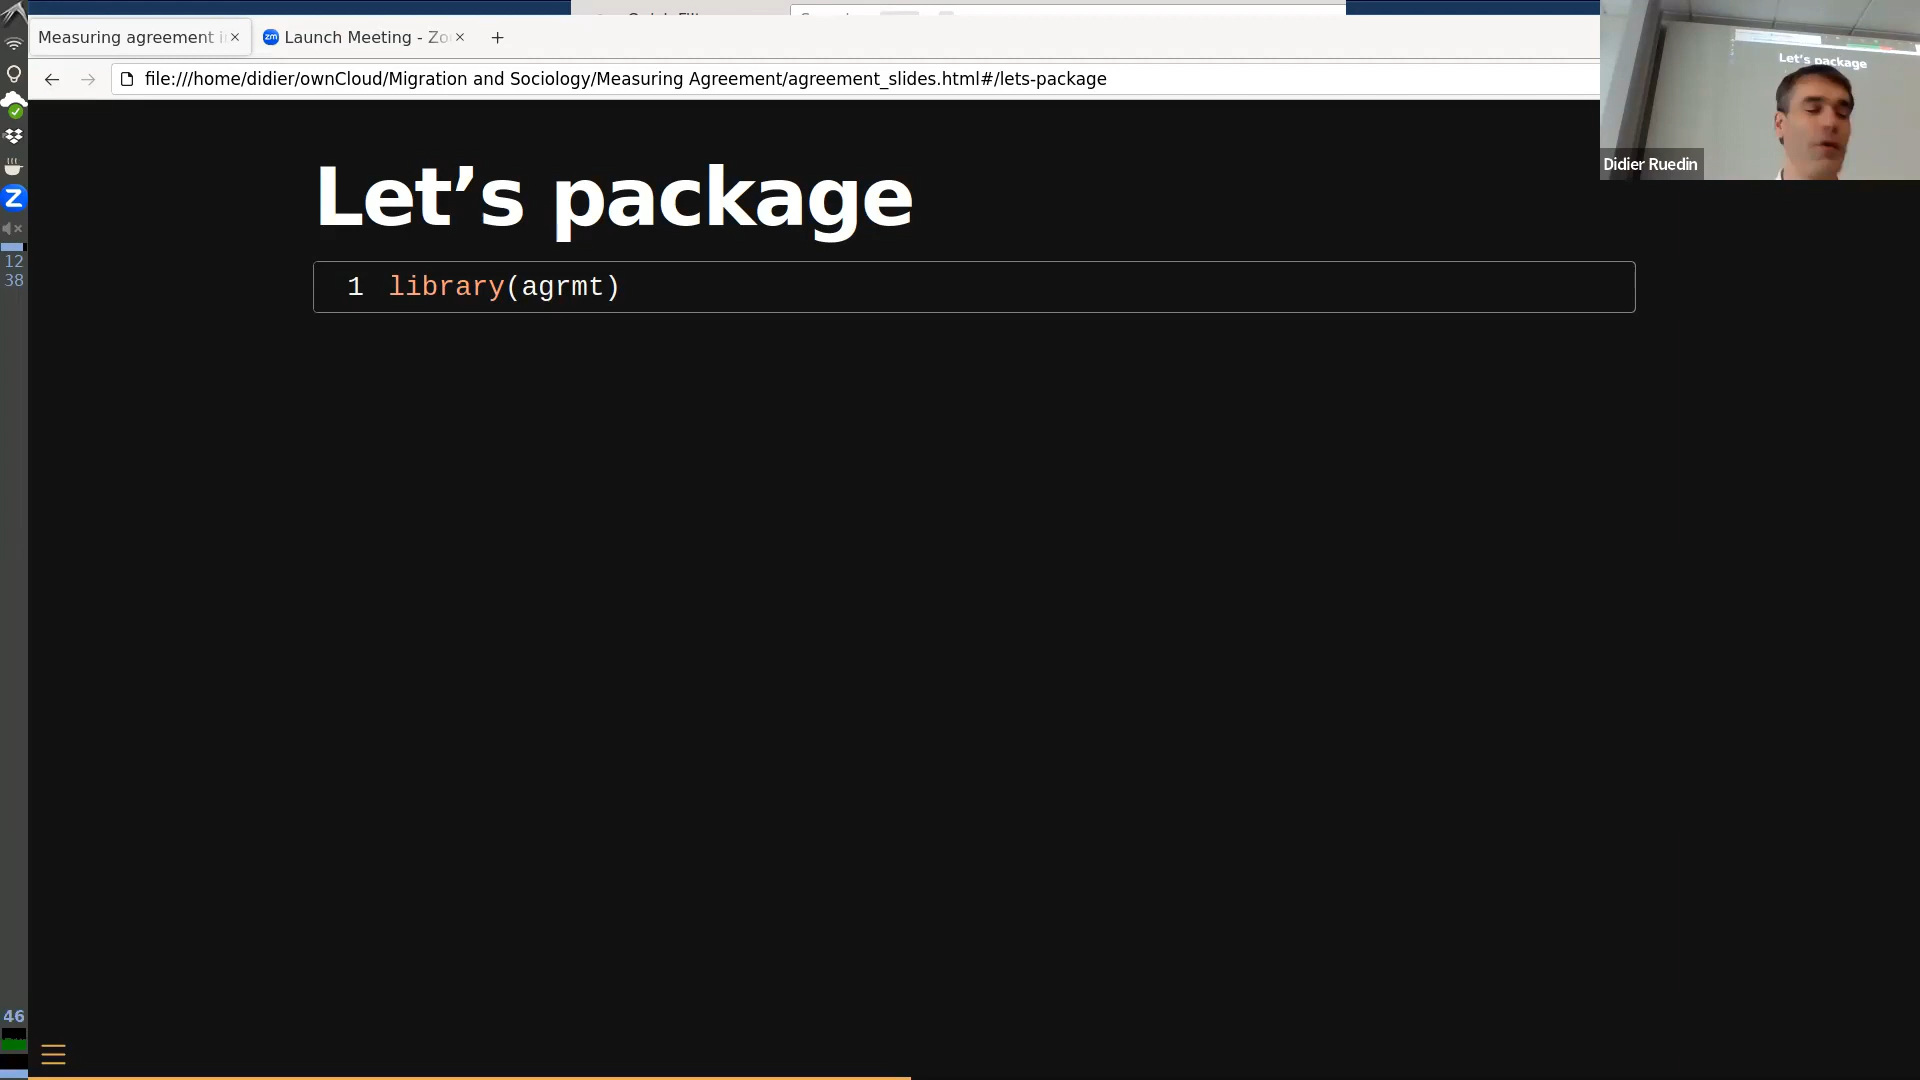 Measuring agreement i
Launch Meeting - Zo
file:///home/didier/ownCloud/Migration and Sociology/Measuring Agreement/agreement_slides.html#/lets-package
Let's package
Didier Ruedin
Let’s package
1 library(agrmt)
12
38
46